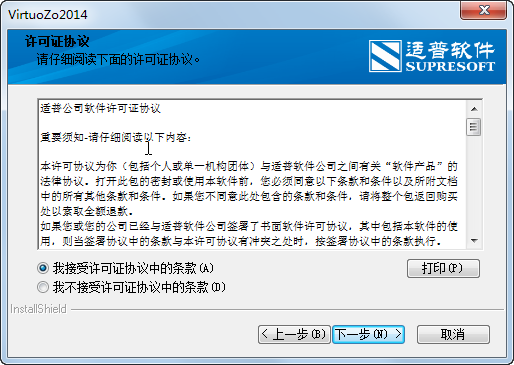 VirtuoZo2014
许可证协议
请仔细阅读下面的许可证协议。
适普软件
SUPRESOFT
适普公司软件许可证协议
重要须知-请仔细阅读以下内容:
本许可协议为你（包括个人或单一机构团体）与适普软件公司之间有关“软件产品”的
法律协议。打开此包的密封或使用本软件前，您必须同意以下条款和条件以及所附文档
中的所有其他条款和条件。如果您不同意此处包含的条款和条件，请将整个包返回购买
处以索取全额退款。
如果您或您的公司已经与适普软件公司签署了书面软件许可协议，其中包括本软件的使
用，则当签署协议中的条款与本许可协议有冲突之处时，按签署协议中的条款执行。
我接受许可证协议中的条款(A)
打印(P)
我不接受许可证协议中的条款(D)
InstallShield
< 上一步(B)
下一步(N) >
取消